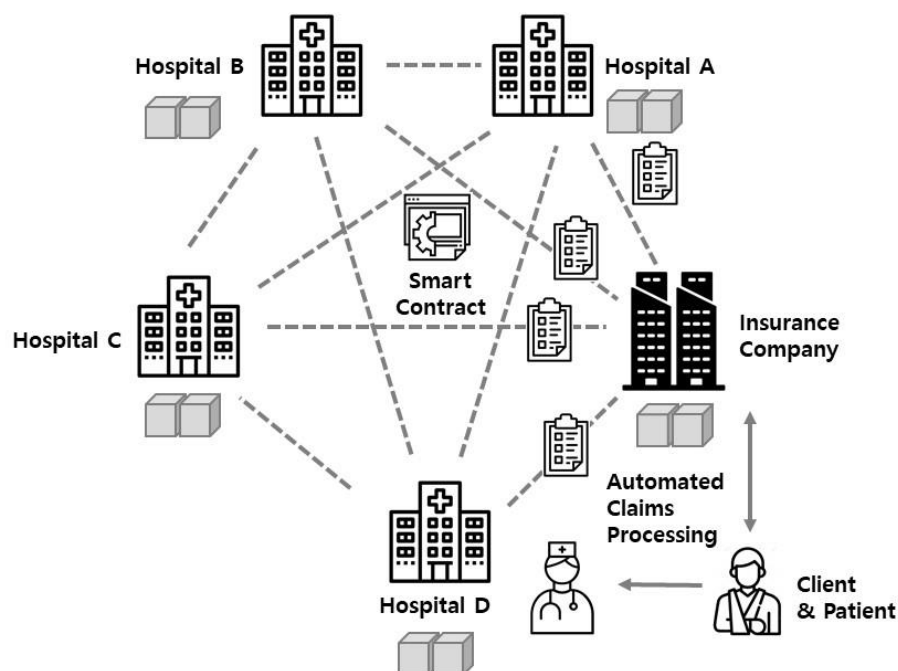 Hospital B
Hospital A
Smart
Contract
Hospital C
Insurance
Company
Automated
Claims
Processing
Client
& Patient
Hospital D